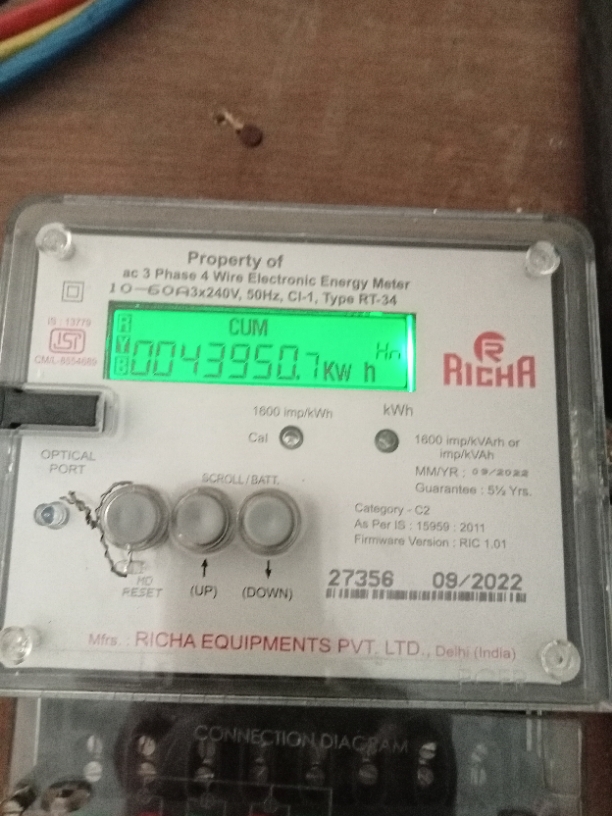 Property of
ac 3 Phase 4 Wire Electronic Energy Meter
10-60A 3x240V, 50Hz, Cl-1, Type RT-34
IS : 13779
ISI
R
Y
B
CUM
0043950.7 Kw h
RICHA
1600 imp/kWh
kWh
Cal
1600 imp/kVArh or
imp/kVAh
OPTICAL
PORT
SCROLL/BATT.
MM/YR : 09/2022
Guarantee : 5½ Yrs.
Category - C2
As Per IS : 15959 : 2011
Firmware Version : RIC 1.01
MD
RESET
(UP)
(DOWN)
27356 09/2022
Mfrs. : RICHA EQUIPMENTS PVT. LTD., Delhi (India)
CONNECTION DIAGRAM